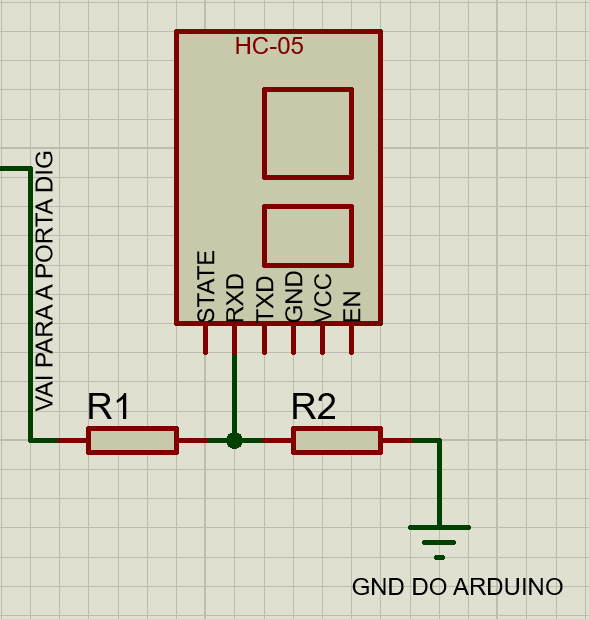 HC-05
VAI PARA A PORTA DIG
STATE
RXD
TXD
GND
VCC
EN
R1
R2
GND DO ARDUINO